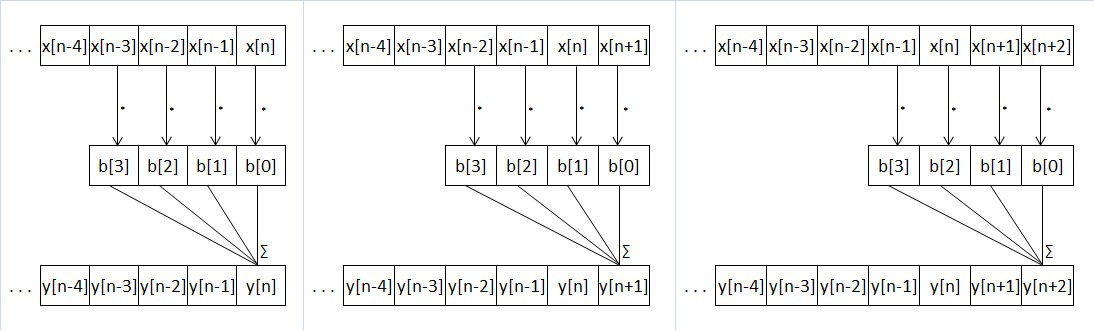 ... x[n-4] x[n-3] x[n-2] x[n-1] x[n]
* * * *
b[3] b[2] b[1] b[0]
∑
... y[n-4] y[n-3] y[n-2] y[n-1] y[n]
... x[n-4] x[n-3] x[n-2] x[n-1] x[n] x[n+1]
* * * *
b[3] b[2] b[1] b[0]
∑
... y[n-4] y[n-3] y[n-2] y[n-1] y[n] y[n+1]
... x[n-4] x[n-3] x[n-2] x[n-1] x[n] x[n+1] x[n+2]
* * * *
b[3] b[2] b[1] b[0]
∑
... y[n-4] y[n-3] y[n-2] y[n-1] y[n] y[n+1] y[n+2]